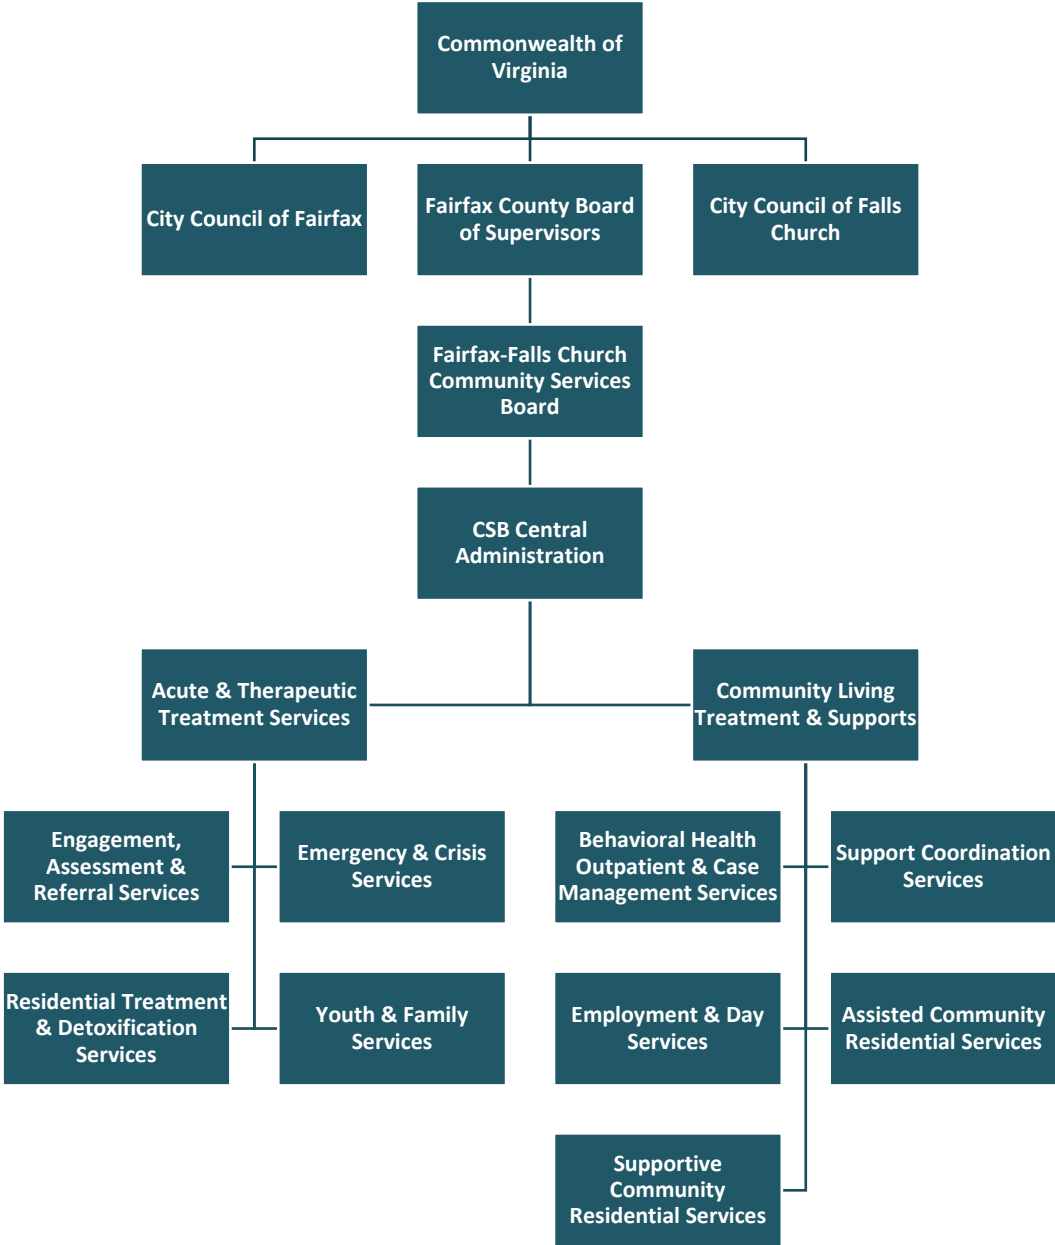 Commonwealth of
Virginia
City Council of Fairfax
Fairfax County Board
of Supervisors
City Council of Falls
Church
Fairfax-Falls Church
Community Services
Board
CSB Central
Administration
Acute & Therapeutic
Treatment Services
Community Living
Treatment & Supports
Engagement,
Assessment &
Referral Services
Emergency & Crisis
Services
Behavioral Health
Outpatient & Case
Management Services
Support Coordination
Services
Residential Treatment
& Detoxification
Services
Youth & Family
Services
Employment & Day
Services
Assisted Community
Residential Services
Supportive
Community
Residential Services